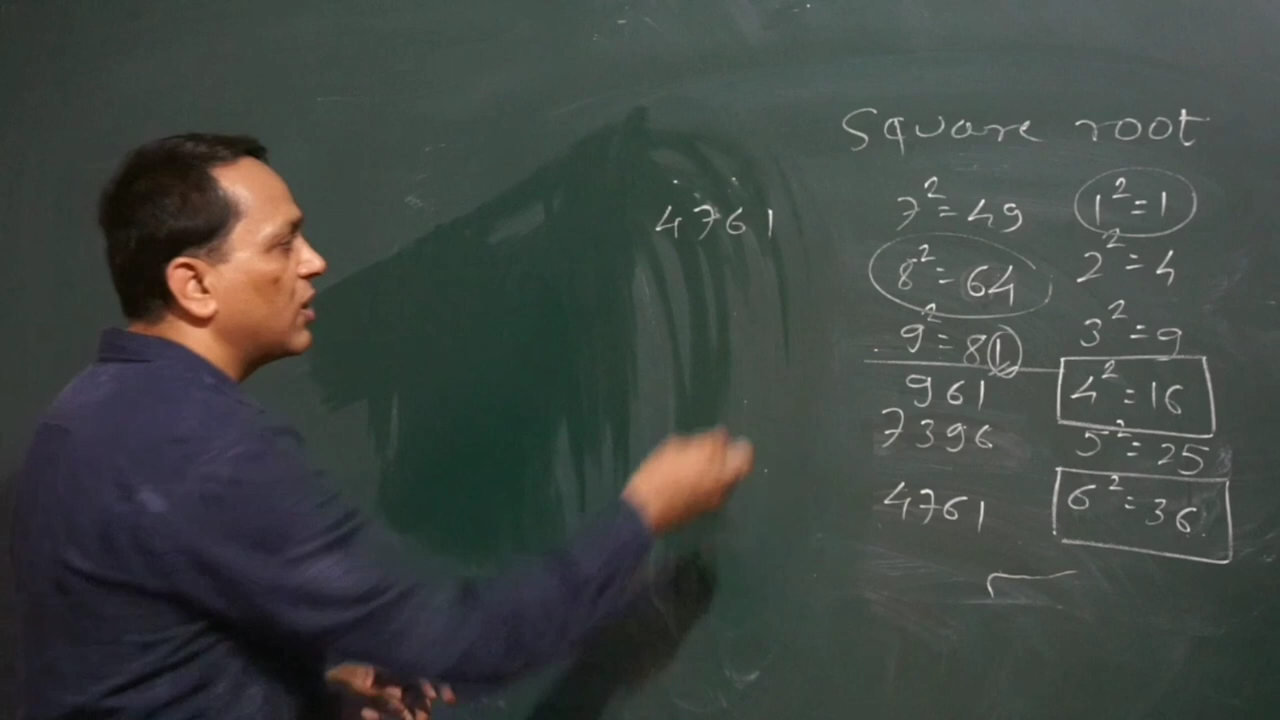 Square root
4761
7² = 49
8² = 64
9² = 81
961
7396
4761
1² = 1
2² = 4
3² = 9
4² = 16
5² = 25
6² = 36